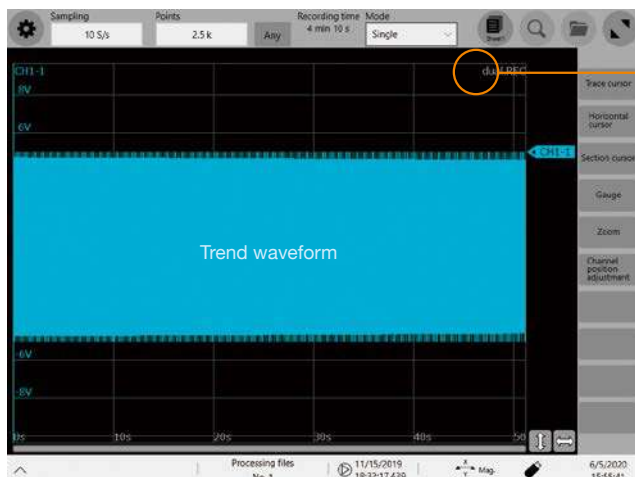 Sampling Points Recording time Mode
10 S/s 2.5 k Any 4 min 10 s Single
CH1-1 dual REC
8V
6V
CH1-1
Trend waveform
-6V
-8V
0s 10s 20s 30s 40s 50
Trace cursor
Horizontal
cursor
Section cursor
Gauge
Zoom
Channel
position
adjustment
Processing files
No. 1
11/15/2019
X
Y
Mag.
6/5/2020